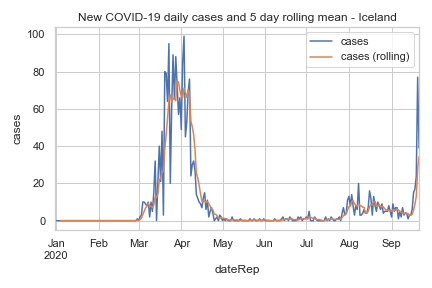 New COVID-19 daily cases and 5 day rolling mean - Iceland
cases
cases (rolling)
100
80
60
40
20
0
cases
Jan Feb Mar Apr May Jun Jul Aug Sep
2020
dateRep